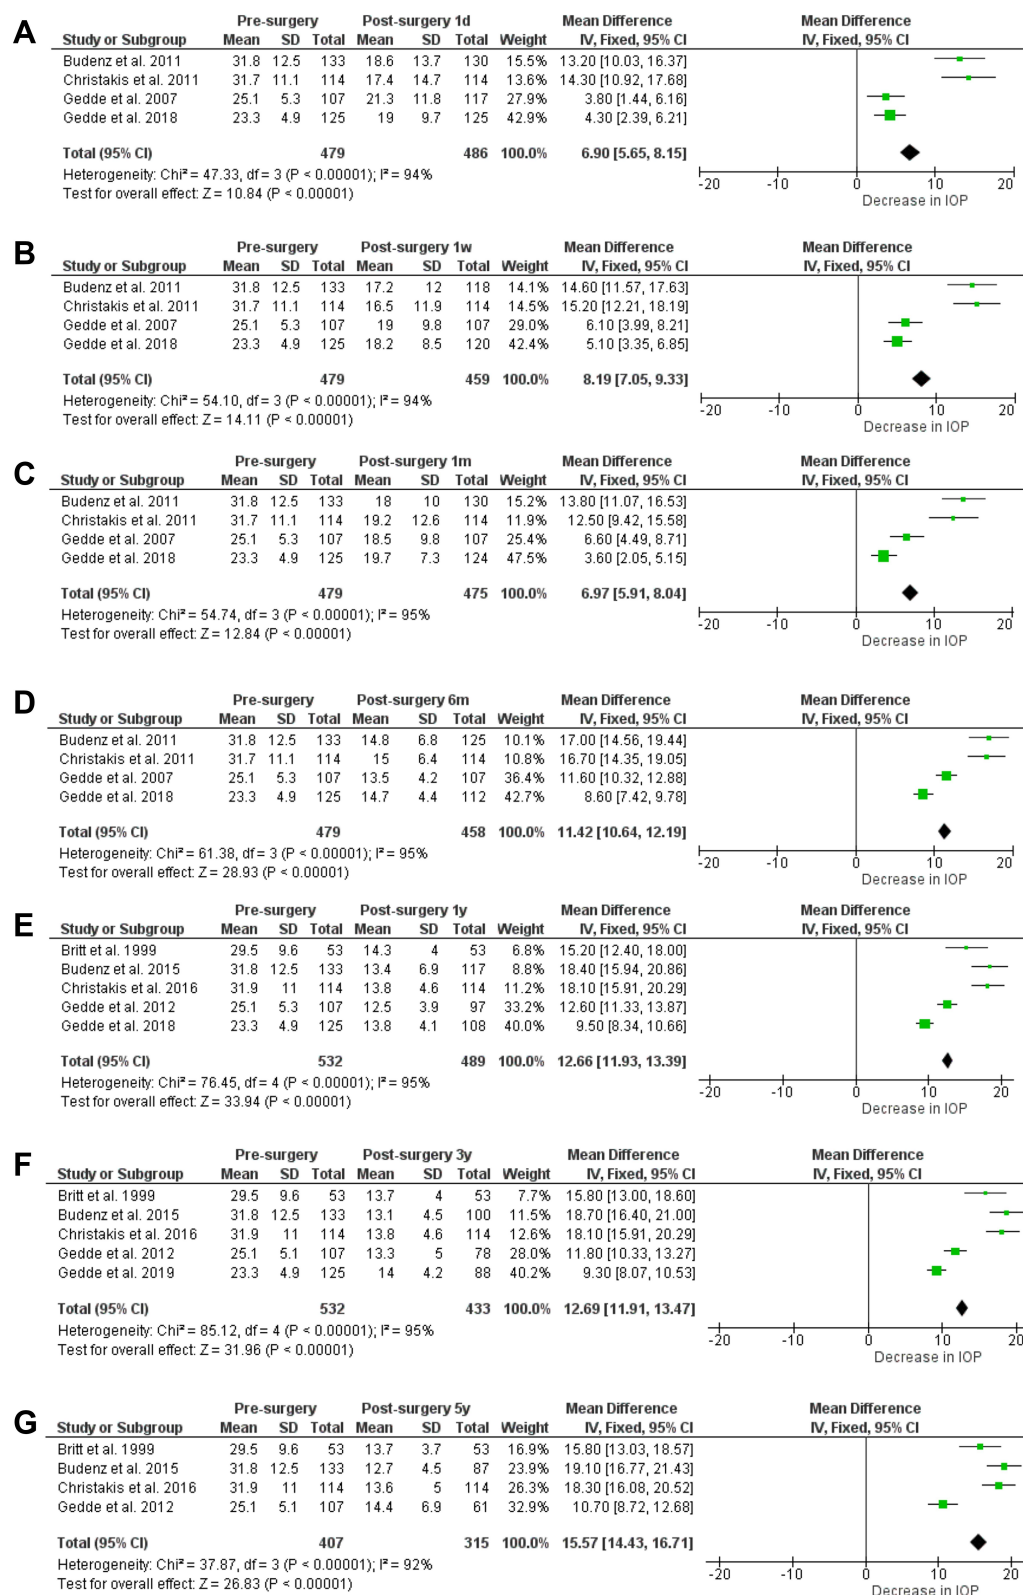 A
Pre-surgery Post-surgery 1d Mean Difference Mean Difference
Study or Subgroup Mean SD Total Mean SD Total Weight IV, Fixed, 95% CI IV, Fixed, 95% CI
Budenz et al. 2011 31.8 12.5 133 18.6 13.7 130 15.5% 13.20 [10.03, 16.37]
Christakis et al. 2011 31.7 11.1 114 17.4 14.7 114 13.7% 14.30 [10.92, 17.68]
Gedde et al. 2007 25.1 5.3 107 21.3 11.8 117 27.9% 3.80 [1.44, 6.16]
Gedde et al. 2018 23.3 4.9 125 19 9.7 125 42.9% 4.30 [2.39, 6.21]
Total (95% CI) 479 486 100.0% 6.90 [5.65, 8.15]
Heterogeneity: Chi² = 47.33, df = 3 (P < 0.00001); I² = 94%
Test for overall effect: Z = 10.84 (P < 0.00001)
-20 -10 0 10 20
Decrease in IOP
B
Pre-surgery Post-surgery 1w Mean Difference Mean Difference
Study or Subgroup Mean SD Total Mean SD Total Weight IV, Fixed, 95% CI IV, Fixed, 95% CI
Budenz et al. 2011 31.8 12.5 133 17.2 12 118 14.1% 14.60 [11.57, 17.63]
Christakis et al. 2011 31.7 11.1 114 16.5 11.9 114 14.5% 15.20 [12.21, 18.19]
Gedde et al. 2007 25.1 5.3 107 19 9.8 107 29.0% 6.10 [3.99, 8.21]
Gedde et al. 2018 23.3 4.9 125 18.2 8.5 120 42.4% 5.10 [3.35, 6.85]
Total (95% CI) 479 459 100.0% 8.19 [7.05, 9.33]
Heterogeneity: Chi² = 54.10, df = 3 (P < 0.00001); I² = 94%
Test for overall effect: Z = 14.11 (P < 0.00001)
-20 -10 0 10 20
Decrease in IOP
C
Pre-surgery Post-surgery 1m Mean Difference Mean Difference
Study or Subgroup Mean SD Total Mean SD Total Weight IV, Fixed, 95% CI IV, Fixed, 95% CI
Budenz et al. 2011 31.8 12.5 133 18 10 130 15.2% 13.80 [11.07, 16.53]
Christakis et al. 2011 31.7 11.1 114 19.2 12.6 114 11.9% 12.50 [9.42, 15.58]
Gedde et al. 2007 25.1 5.3 107 18.5 9.8 107 25.4% 6.60 [4.49, 8.71]
Gedde et al. 2018 23.3 4.9 125 19.7 7.3 124 47.5% 3.60 [2.05, 5.15]
Total (95% CI) 479 475 100.0% 6.97 [5.91, 8.04]
Heterogeneity: Chi² = 54.74, df = 3 (P < 0.00001); I² = 95%
Test for overall effect: Z = 12.84 (P < 0.00001)
-20 -10 0 10 20
Decrease in IOP
D
Pre-surgery Post-surgery 6m Mean Difference Mean Difference
Study or Subgroup Mean SD Total Mean SD Total Weight IV, Fixed, 95% CI IV, Fixed, 95% CI
Budenz et al. 2011 31.8 12.5 133 14.8 6.8 125 10.1% 17.00 [14.56, 19.44]
Christakis et al. 2011 31.7 11.1 114 15 6.4 114 10.8% 16.70 [14.35, 19.05]
Gedde et al. 2007 25.1 5.3 107 13.5 4.2 107 36.4% 11.60 [10.32, 12.88]
Gedde et al. 2018 23.3 4.9 125 14.7 4.4 112 42.7% 8.60 [7.42, 9.78]
Total (95% CI) 479 458 100.0% 11.42 [10.64, 12.19]
Heterogeneity: Chi² = 61.38, df = 3 (P < 0.00001); I² = 95%
Test for overall effect: Z = 28.93 (P < 0.00001)
-20 -10 0 10 20
Decrease in IOP
E
Pre-surgery Post-surgery 1y Mean Difference Mean Difference
Study or Subgroup Mean SD Total Mean SD Total Weight IV, Fixed, 95% CI IV, Fixed, 95% CI
Britt et al. 1999 29.5 9.6 53 14.3 4 53 6.8% 15.20 [12.40, 18.00]
Budenz et al. 2015 31.8 12.5 133 13.4 6.9 117 8.8% 18.40 [15.94, 20.86]
Christakis et al. 2016 31.9 11 114 13.8 4.6 114 11.2% 18.10 [15.91, 20.29]
Gedde et al. 2012 25.1 5.3 107 12.5 3.9 97 33.2% 12.60 [11.33, 13.87]
Gedde et al. 2018 23.3 4.9 125 13.8 4.1 108 40.0% 9.50 [8.34, 10.66]
Total (95% CI) 532 489 100.0% 12.66 [11.93, 13.39]
Heterogeneity: Chi² = 76.45, df = 4 (P < 0.00001); I² = 95%
Test for overall effect: Z = 33.94 (P < 0.00001)
-20 -10 0 10 20
Decrease in IOP
F
Pre-surgery Post-surgery 3y Mean Difference Mean Difference
Study or Subgroup Mean SD Total Mean SD Total Weight IV, Fixed, 95% CI IV, Fixed, 95% CI
Britt et al. 1999 29.5 9.6 53 13.7 4 53 7.7% 15.80 [13.00, 18.60]
Budenz et al. 2015 31.8 12.5 133 13.1 4.5 100 11.5% 18.70 [16.40, 21.00]
Christakis et al. 2016 31.9 11 114 13.8 4.6 114 12.6% 18.10 [15.91, 20.29]
Gedde et al. 2012 25.1 5.1 107 13.3 5 78 28.0% 11.80 [10.33, 13.27]
Gedde et al. 2019 23.3 4.9 125 14 4.2 88 40.2% 9.30 [8.07, 10.53]
Total (95% CI) 532 433 100.0% 12.69 [11.91, 13.47]
Heterogeneity: Chi² = 85.12, df = 4 (P < 0.00001); I² = 95%
Test for overall effect: Z = 31.96 (P < 0.00001)
-20 -10 0 10 20
Decrease in IOP
G
Pre-surgery Post-surgery 5y Mean Difference Mean Difference
Study or Subgroup Mean SD Total Mean SD Total Weight IV, Fixed, 95% CI IV, Fixed, 95% CI
Britt et al. 1999 29.5 9.6 53 13.7 3.7 53 16.9% 15.80 [13.03, 18.57]
Budenz et al. 2015 31.8 12.5 133 12.7 4.5 87 23.9% 19.10 [16.77, 21.43]
Christakis et al. 2016 31.9 11 114 13.6 5 114 26.3% 18.30 [16.08, 20.52]
Gedde et al. 2012 25.1 5.1 107 14.4 6.9 61 32.9% 10.70 [8.72, 12.68]
Total (95% CI) 407 315 100.0% 15.57 [14.43, 16.71]
Heterogeneity: Chi² = 37.87, df = 3 (P < 0.00001); I² = 92%
Test for overall effect: Z = 26.83 (P < 0.00001)
-20 -10 0 10 20
Decrease in IOP